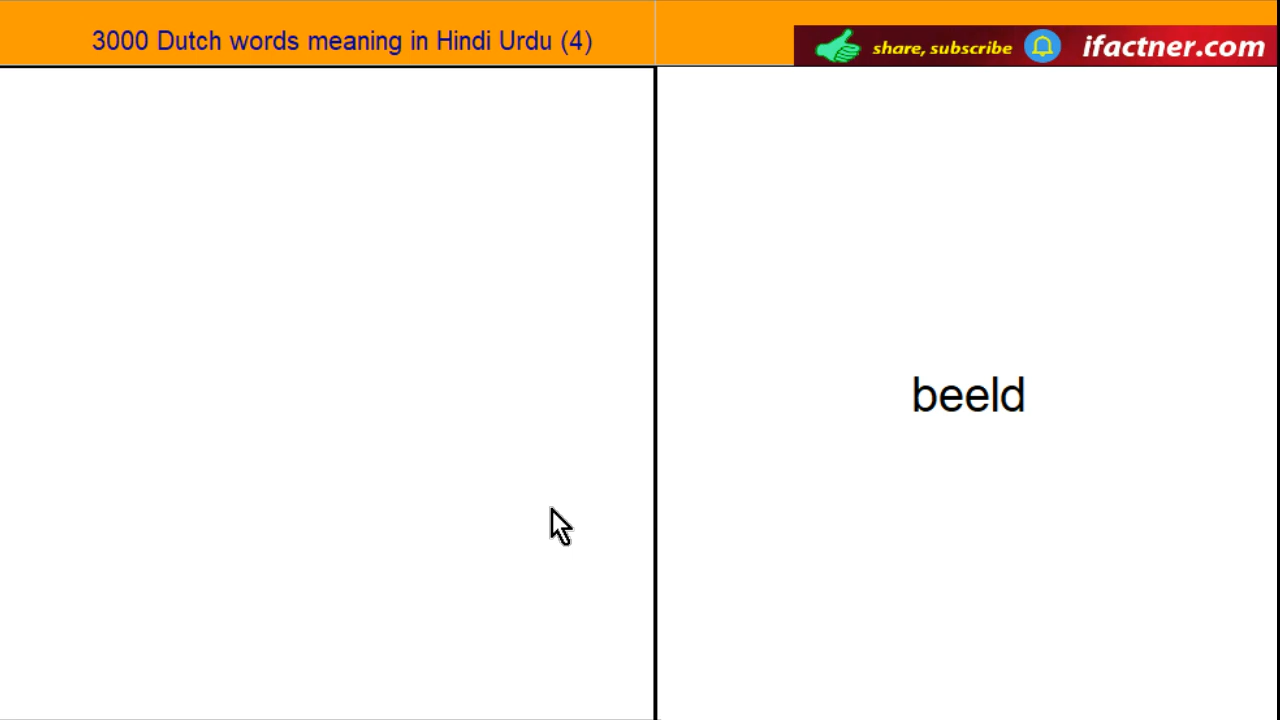 3000 Dutch words meaning in Hindi Urdu (4)
share, subscribe
ifactner.com
beeld